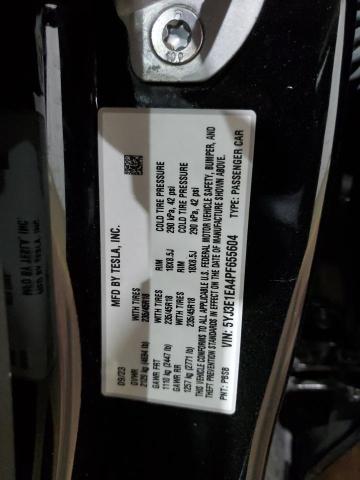 MFD BY TESLA, INC.
09/23
GVWR
2129 kg (4694 lb)
GAWR FRT WITH TIRES RIM COLD TIRE PRESSURE
1110 kg (2447 lb) 235/45R18 18X8.5J 290 kPa, 42 psi
GAWR RR WITH TIRES RIM COLD TIRE PRESSURE
1257 kg (2771 lb) 235/45R18 18X8.5J 290 kPa, 42 psi
THIS VEHICLE CONFORMS TO ALL APPLICABLE U.S. FEDERAL MOTOR VEHICLE SAFETY, BUMPER, AND
THEFT PREVENTION STANDARDS IN EFFECT ON THE DATE OF MANUFACTURE SHOWN ABOVE.
VIN: 5YJ3E1EA4PF655604 TYPE: PASSENGER CAR
PNT: PBSB